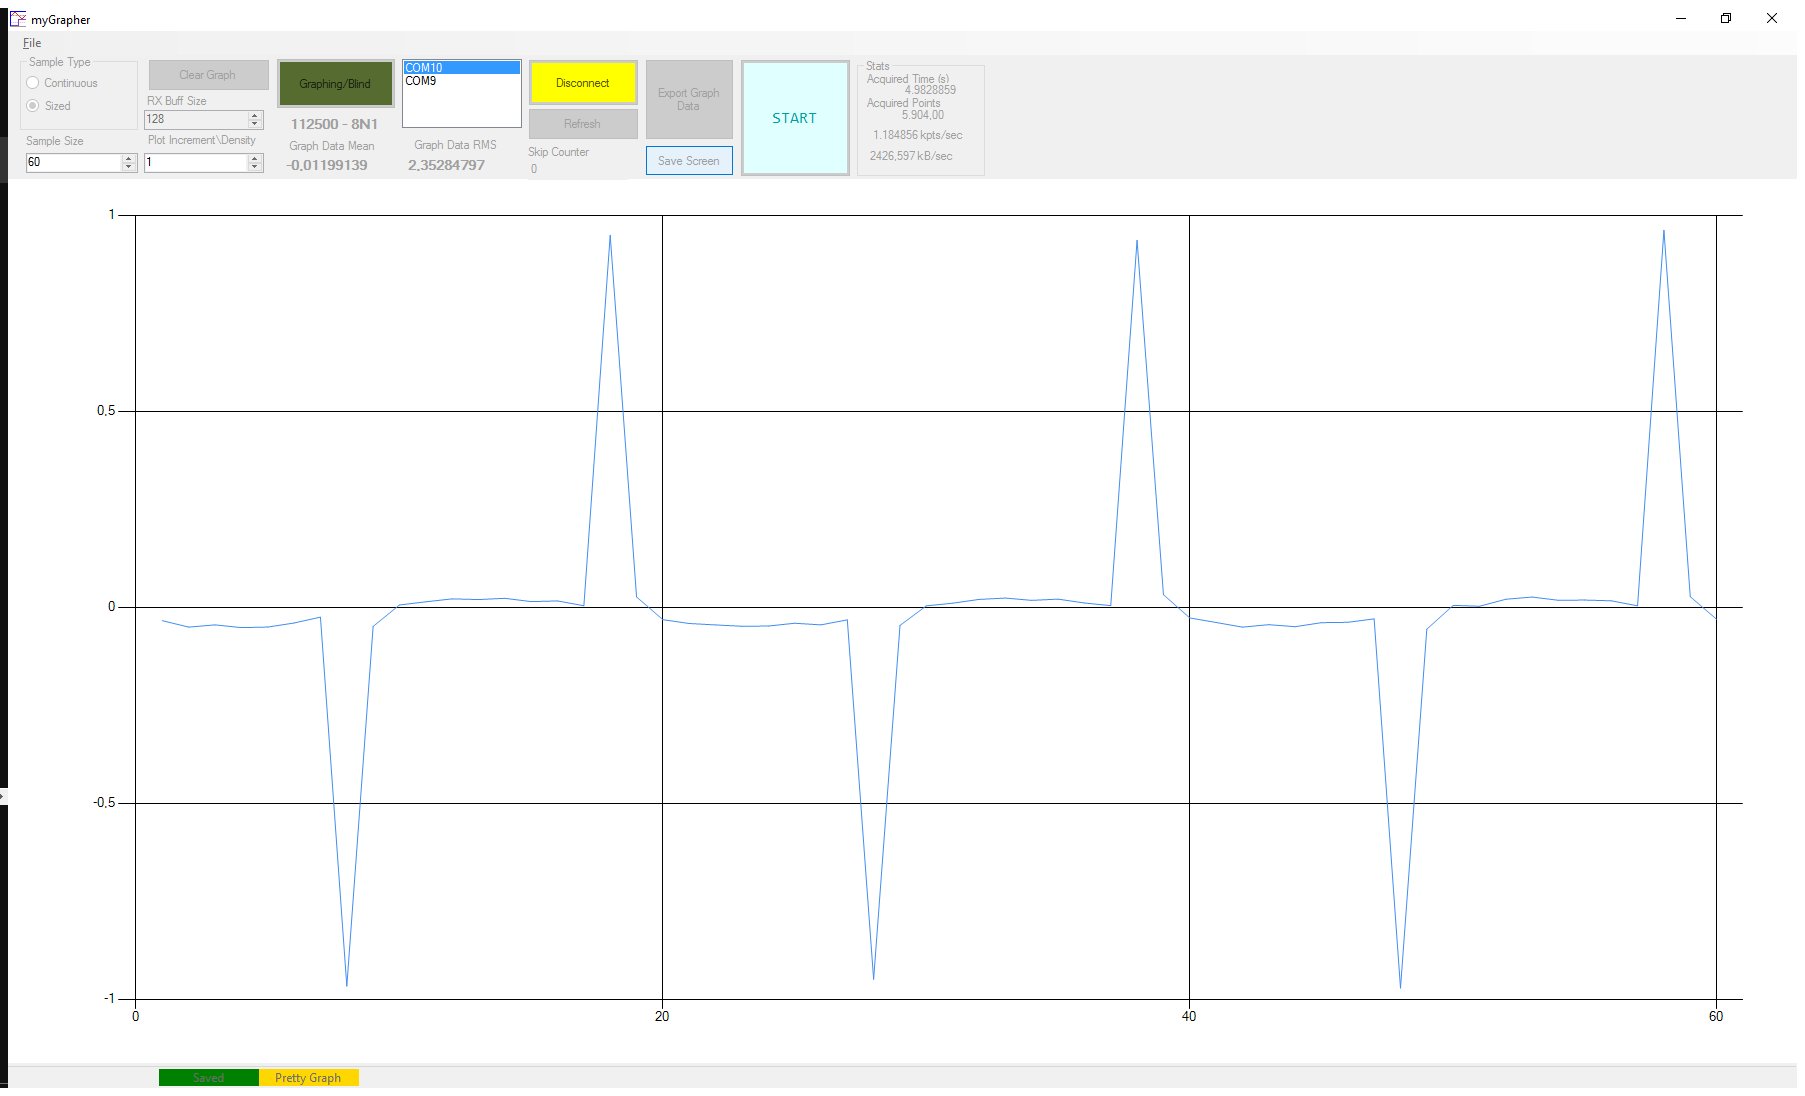 myGrapher
File
Sample Type
Continuous
Sized
Sample Size
60
Clear Graph
RX Buff Size
128
Plot Increment\Density
1
Graphing/Blind
112500 - 8N1
Graph Data Mean
-0,01199139
COM10
COM9
Graph Data RMS
2,35284797
Disconnect
Refresh
Skip Counter
0
Export Graph
Data
Save Screen
START
Stats
Acquired Time (s)
4.9828859
Acquired Points
5.904,00
1.184856 kpts/sec
2426,597 kB/sec
1
0,5
0
-0,5
-1
0
20
40
60
Saved
Pretty Graph